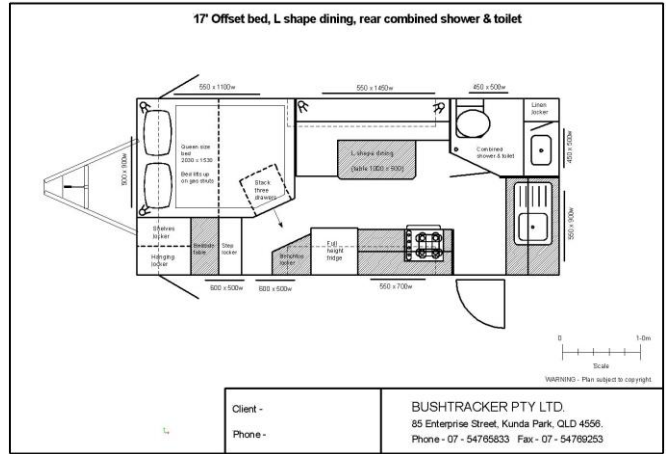 17' Offset bed, L shape dining, rear combined shower & toilet
550 x 1100w
550 x 1450w
450 x 500w
Linen
locker
Queen size
bed
2030 x 1530
Bed lifts up
on gas struts
900 x 900w
Stack
three
drawers
L shape dining
(table 1000 x 600)
Combined
shower & toilet
450 x 500w
550 x 900w
Shelves
locker
Hanging
locker
Bedside
table
Step
locker
Benchtop
locker
Full
height
fridge
600 x 500w
600 x 500w
550 x 700w
0
1-0m
Scale
WARNING - Plan subject to copyright.
Client -
Phone -
BUSHTRACKER PTY LTD.
85 Enterprise Street, Kunda Park, QLD 4556.
Phone - 07 - 54765833 Fax - 07 - 54769253